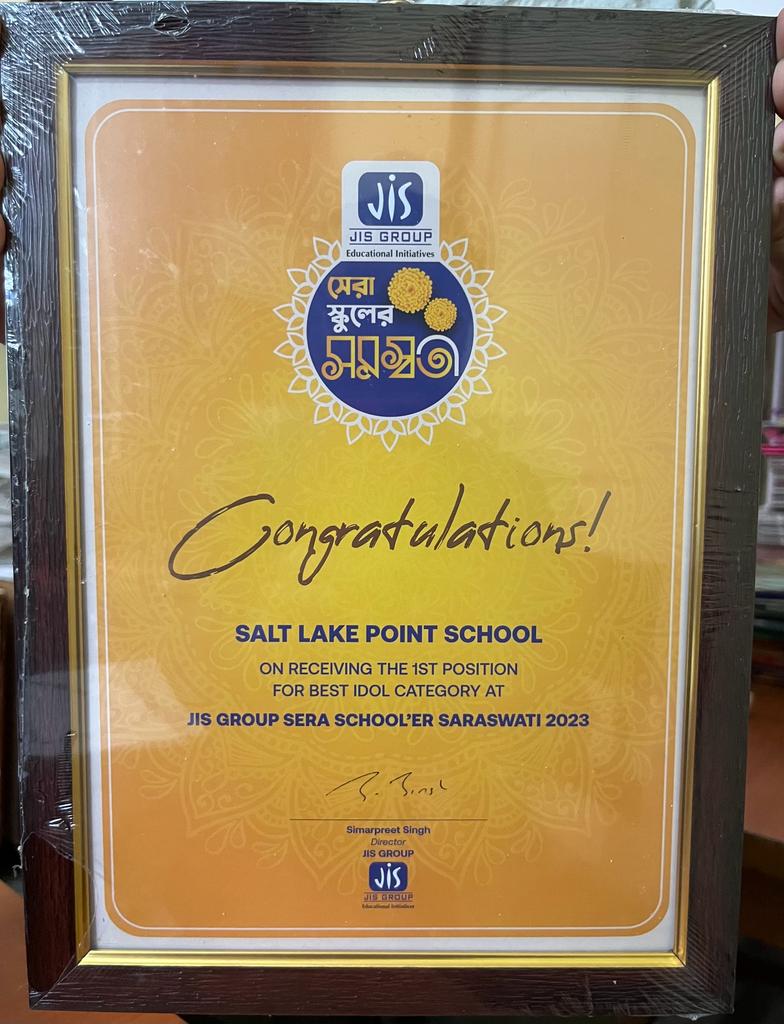 JiS
JIS GROUP
Educational Initiatives
সেরা
স্কুলের
সরস্বতী
Congratulations!
SALT LAKE POINT SCHOOL
ON RECEIVING THE 1ST POSITION
FOR BEST IDOL CATEGORY AT
JIS GROUP SERA SCHOOL'ER SARASWATI 2023
Simarpreet Singh
Director
JIS GROUP
JiS
JIS GROUP
Educational Initiatives